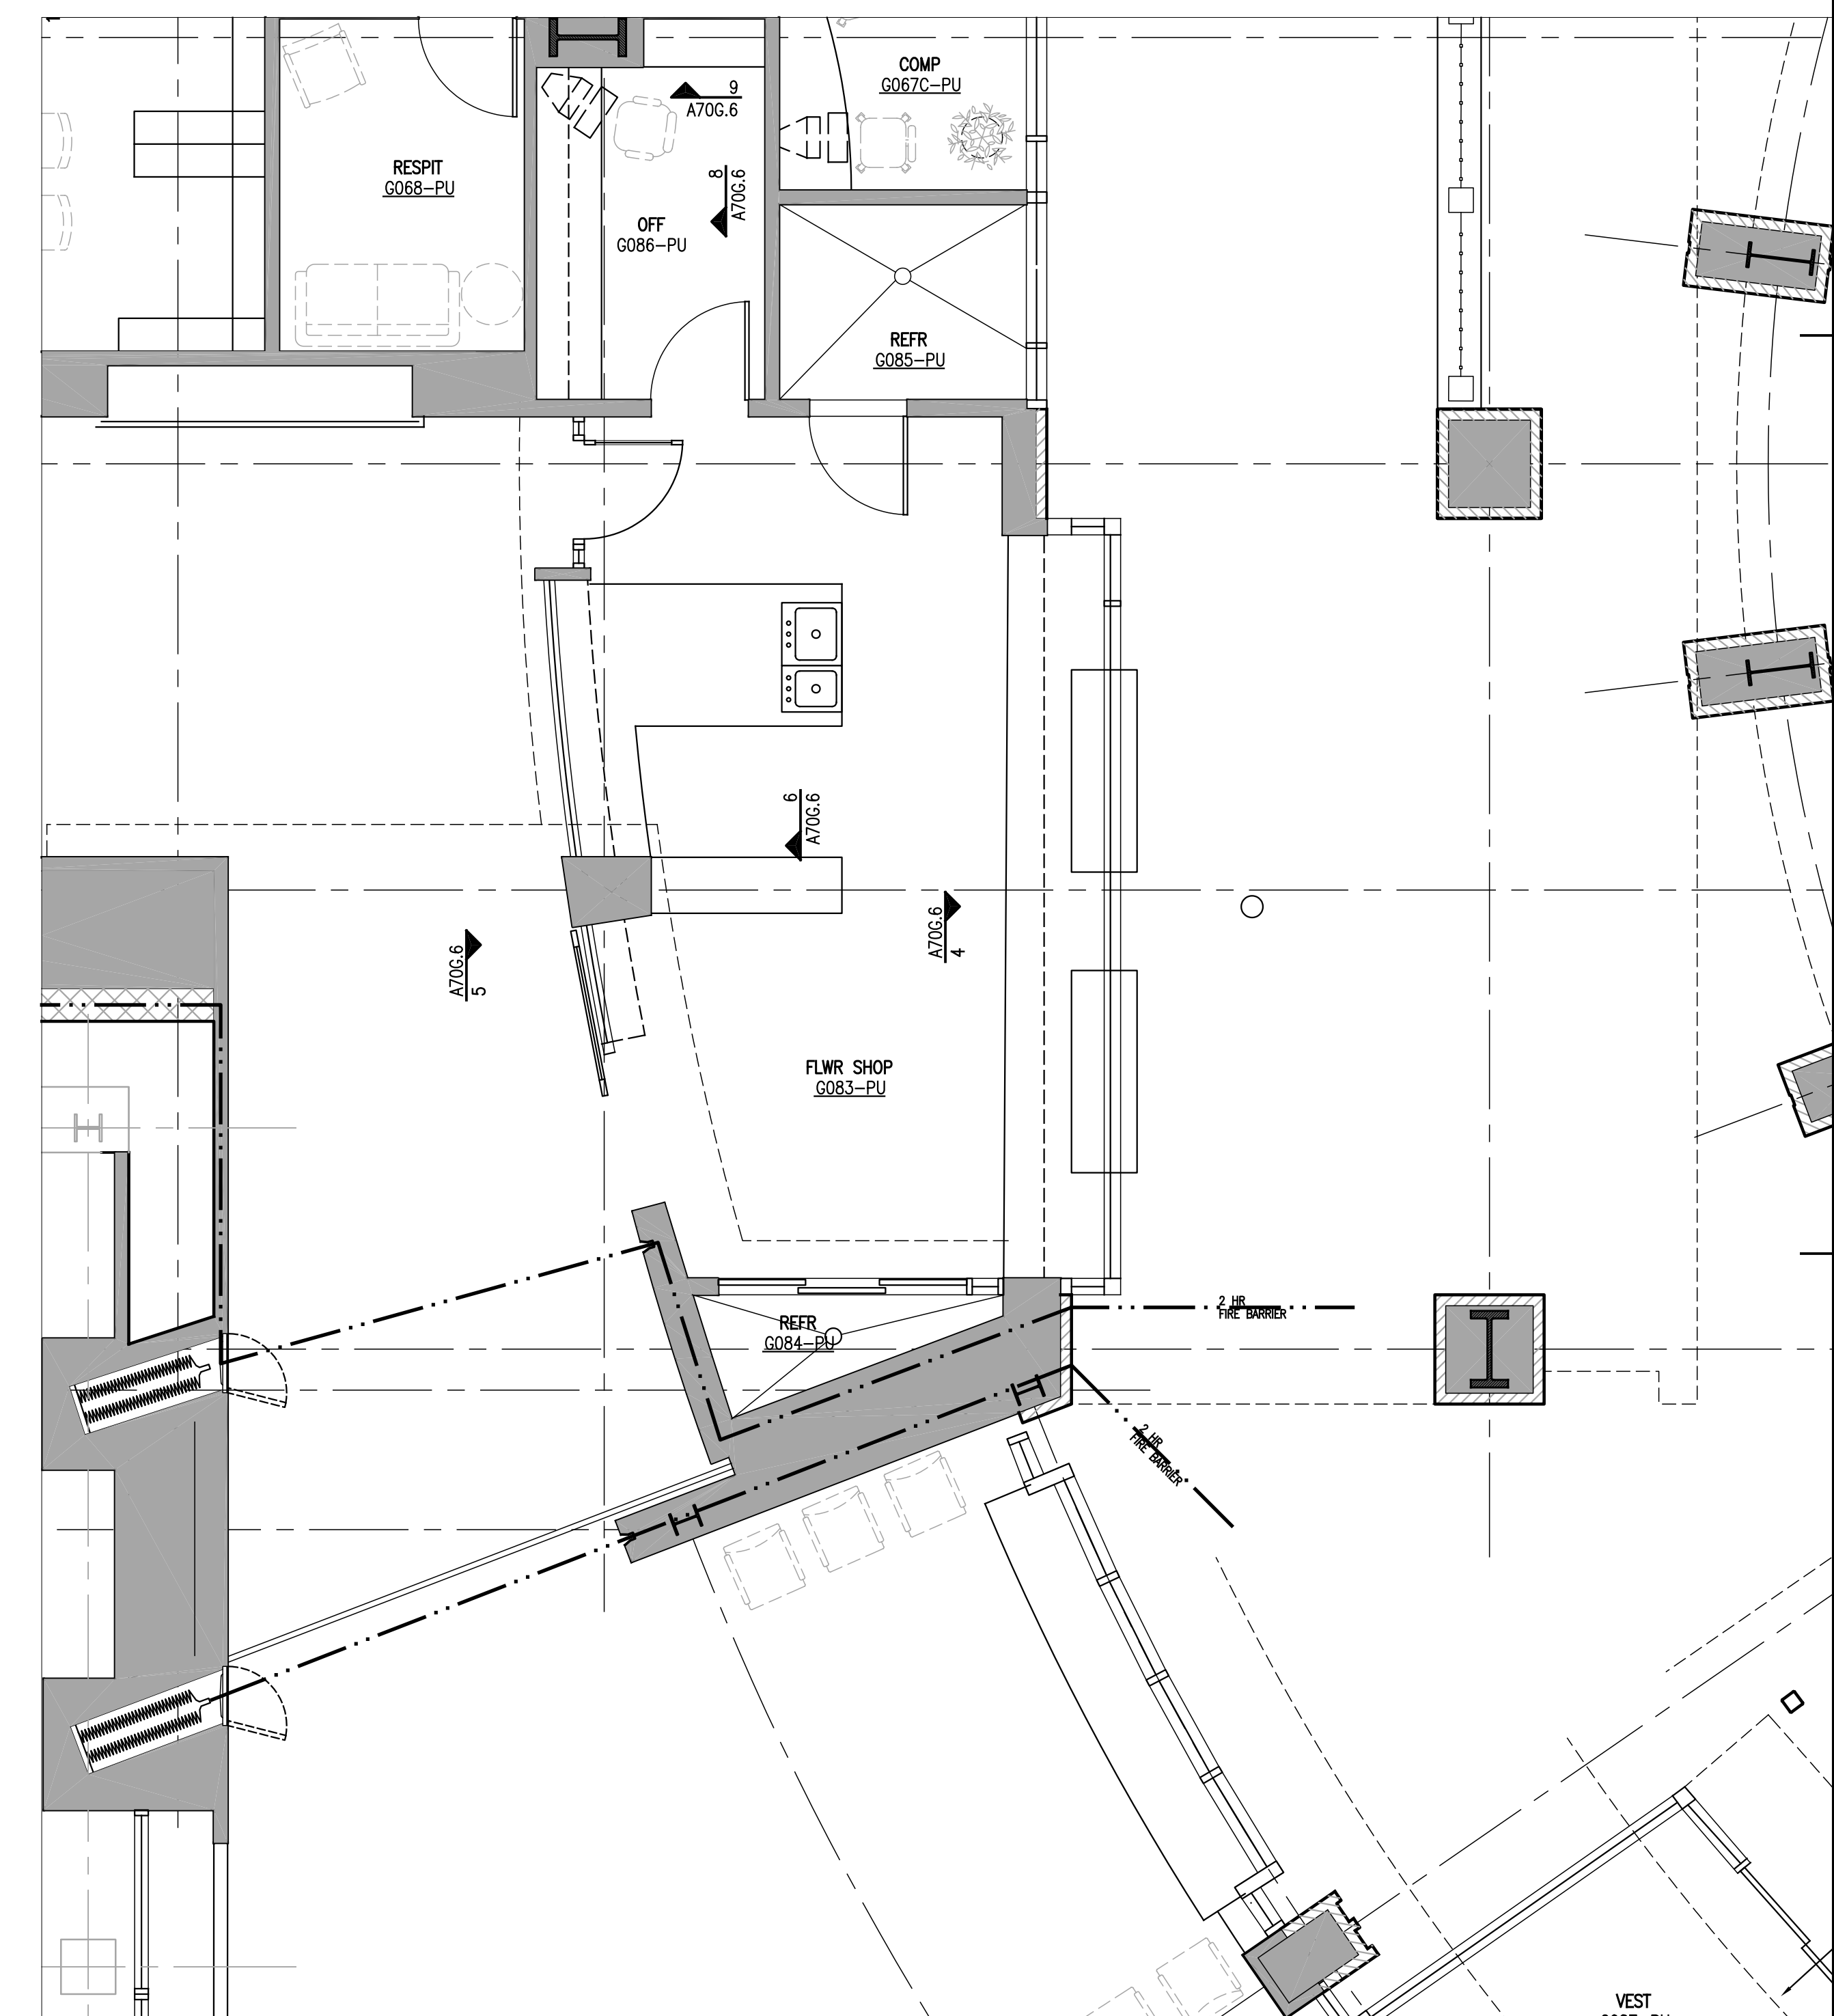 COMP
G067C-PU
9
A70G.6
RESPIT
G068-PU
8
A70G.6
OFF
G086-PU
REFR
G085-PU
6
A70G.6
A70G.6
4
A70G.6
5
FLWR SHOP
G083-PU
2 HR
FIRE BARRIER
REFR
G084-PU
2 HR
FIRE BARRIER
VEST